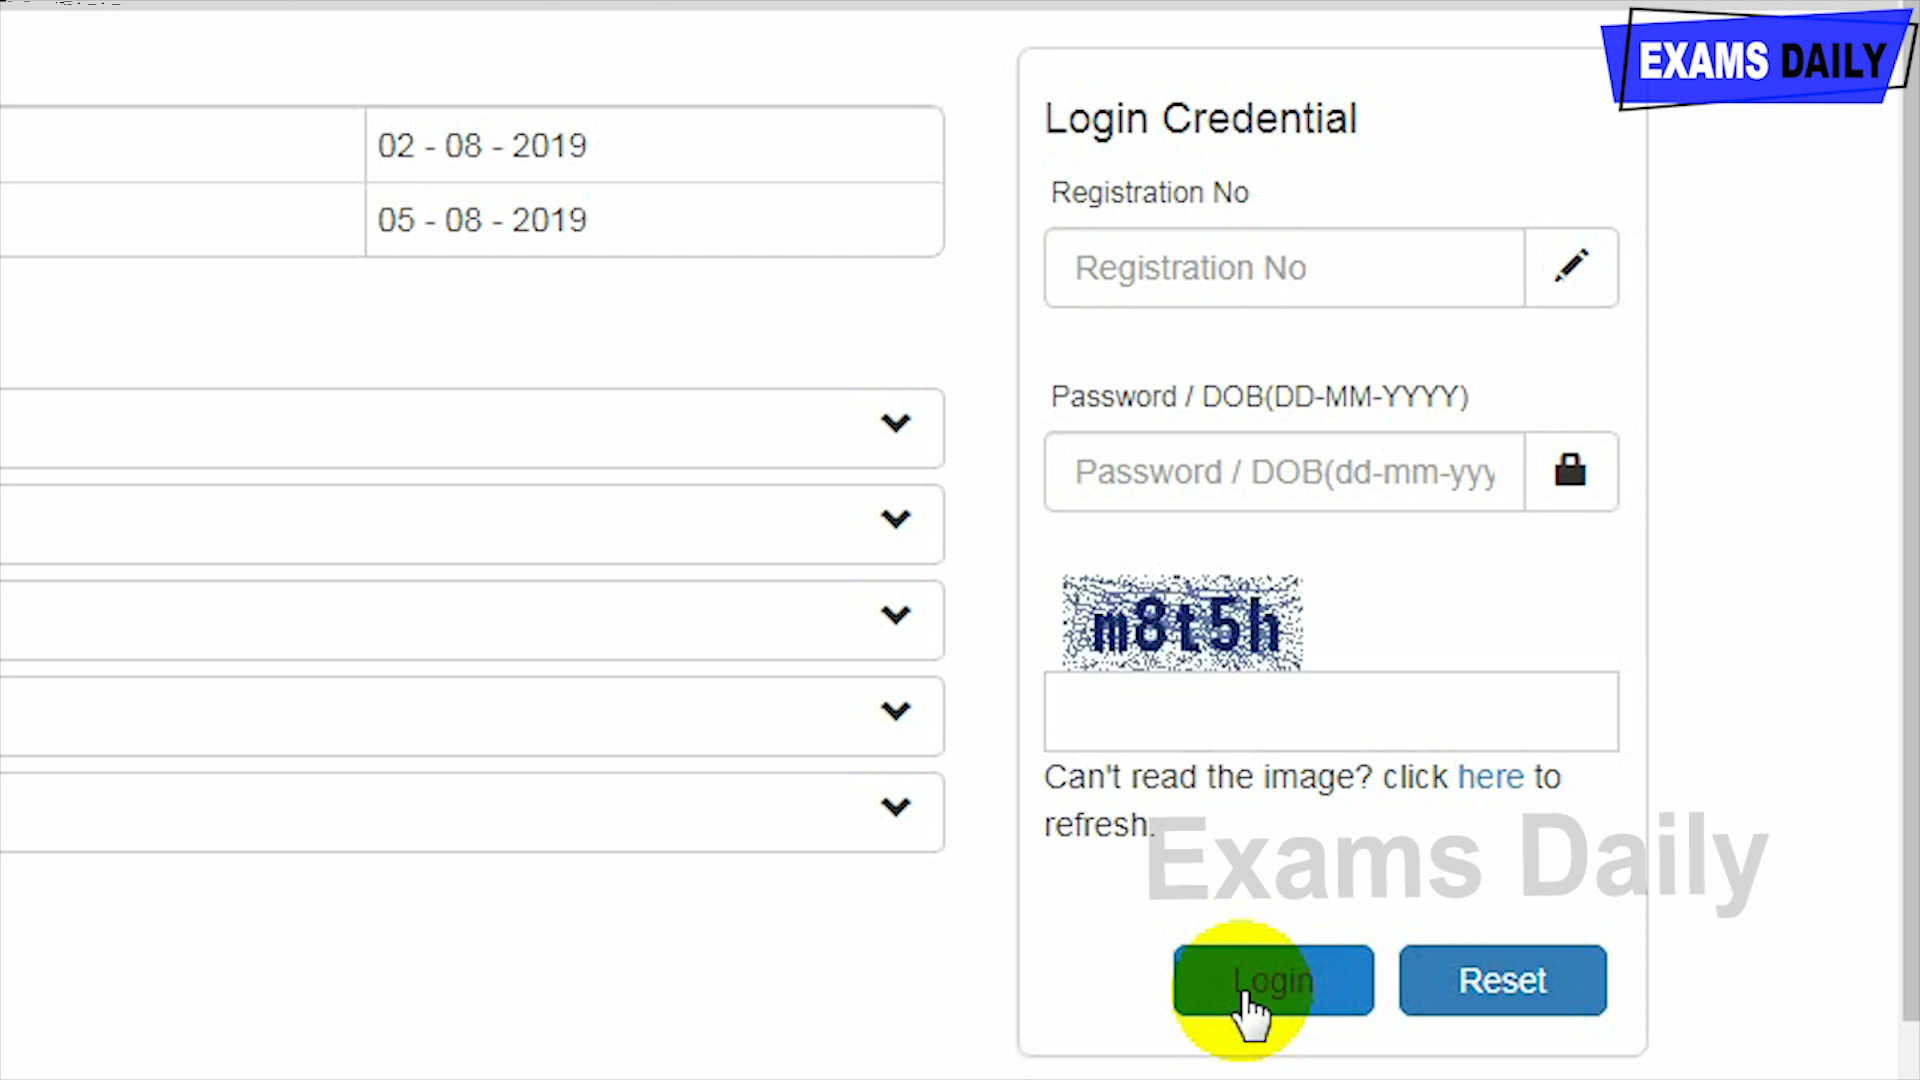 EXAMS DAILY
02 - 08 - 2019
05 - 08 - 2019
Login Credential
Registration No
Registration No
Password / DOB(DD-MM-YYYY)
Password / DOB(dd-mm-yyy
m8t5h
Can't read the image? click here to
refresh.
Exams Daily
Login
Reset